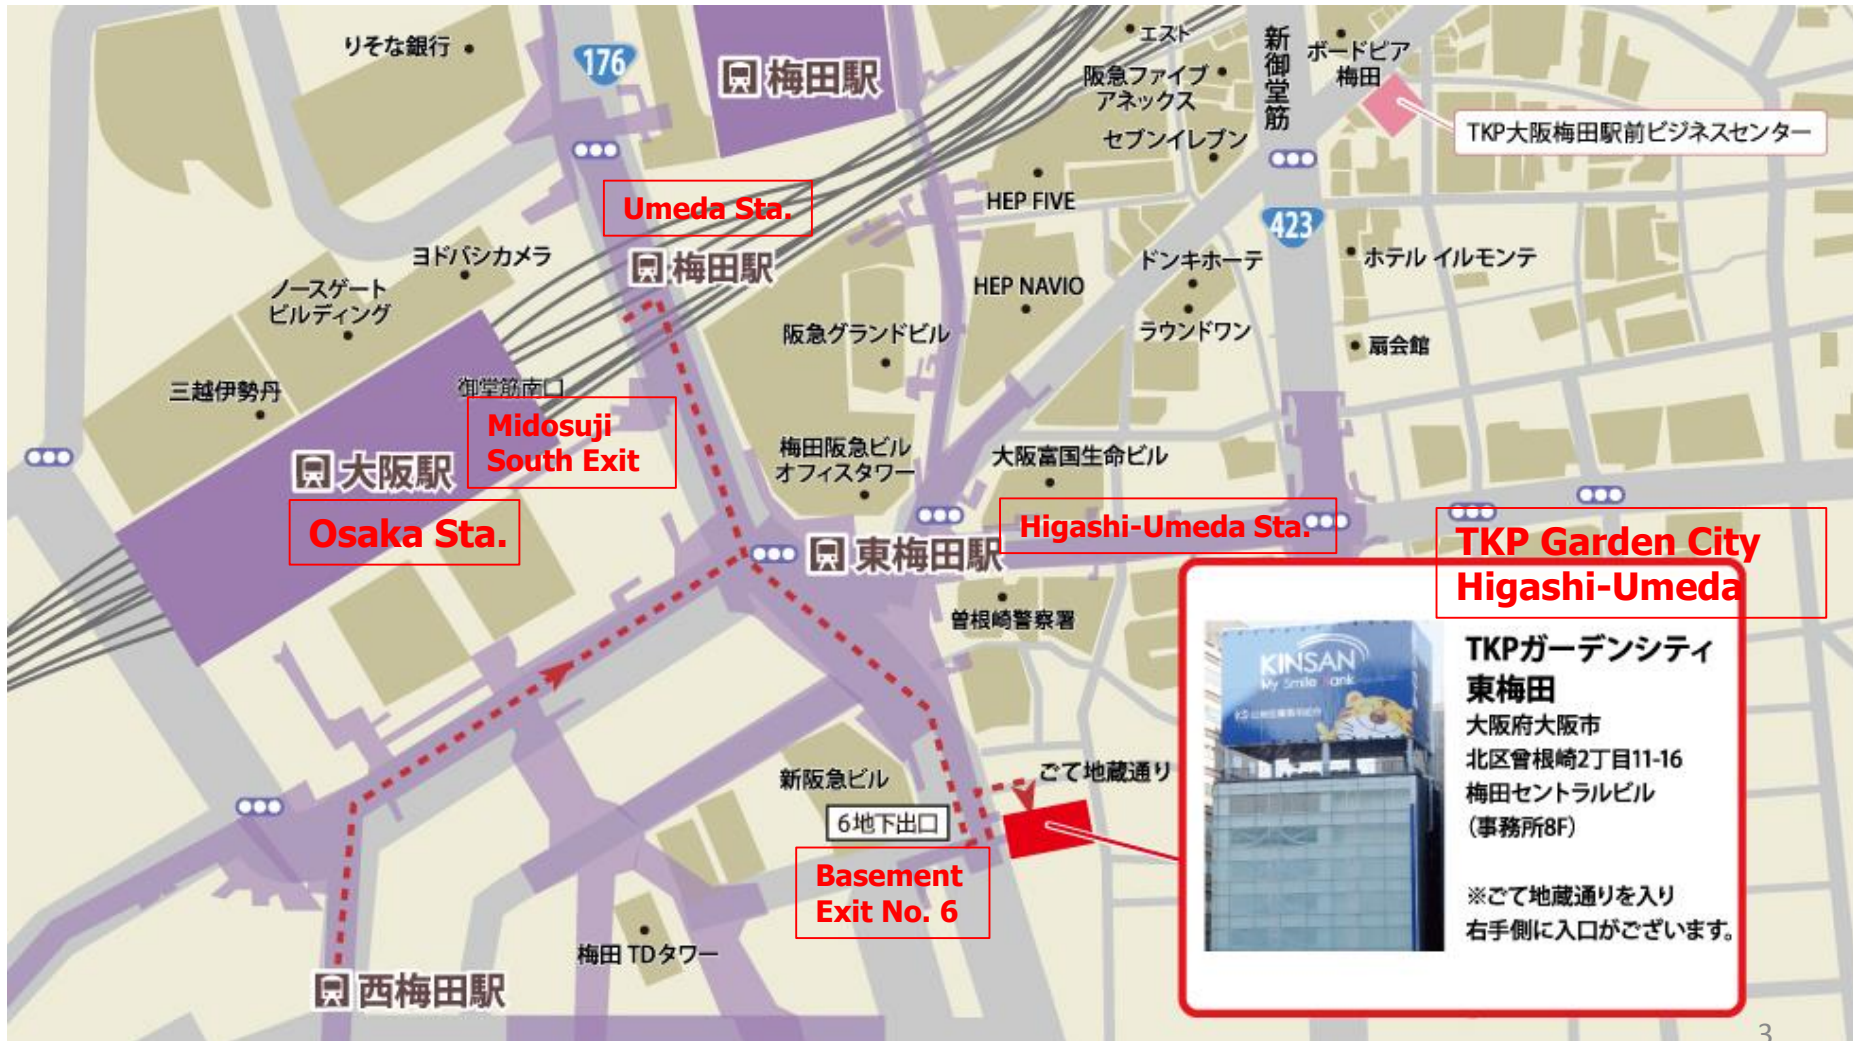 りそな銀行
176
梅田駅
エスト
新御堂筋
ボードピア
梅田
阪急ファイブ
アネックス
セブンイレブン
TKP大阪梅田駅前ビジネスセンター
Umeda Sta.
HEP FIVE
423
ヨドバシカメラ
梅田駅
ドンキホーテ
ホテル イルモンテ
ノースゲート
ビルディング
HEP NAVIO
阪急グランドビル
ラウンドワン
扇会館
三越伊勢丹
御堂筋南口
Midosuji
South Exit
梅田阪急ビル
オフィスタワー
大阪富国生命ビル
大阪駅
Osaka Sta.
Higashi-Umeda Sta.
東梅田駅
TKP Garden City
Higashi-Umeda
曽根崎警察署
KINSAN
My Smile Bank
TKPガーデンシティ
東梅田
大阪府大阪市
北区曾根崎2丁目11-16
梅田セントラルビル
(事務所8F)
※ごて地蔵通りを入り
右手側に入口がございます。
新阪急ビル
ごて地蔵通り
6地下出口
Basement
Exit No. 6
梅田 TDタワー
西梅田駅
3